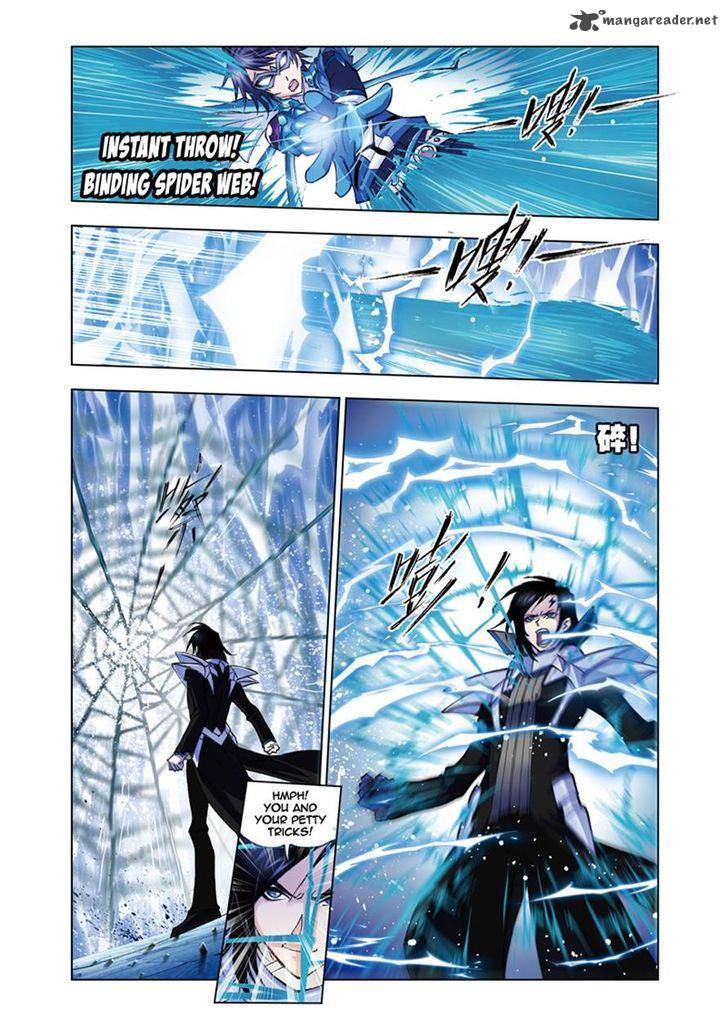 mangareader.net
INSTANT THROW!
BINDING SPIDER WEB!
嗖!
嗖!
嘭!
碎!
HMPH!
YOU AND
YOUR PETTY
TRICKS!